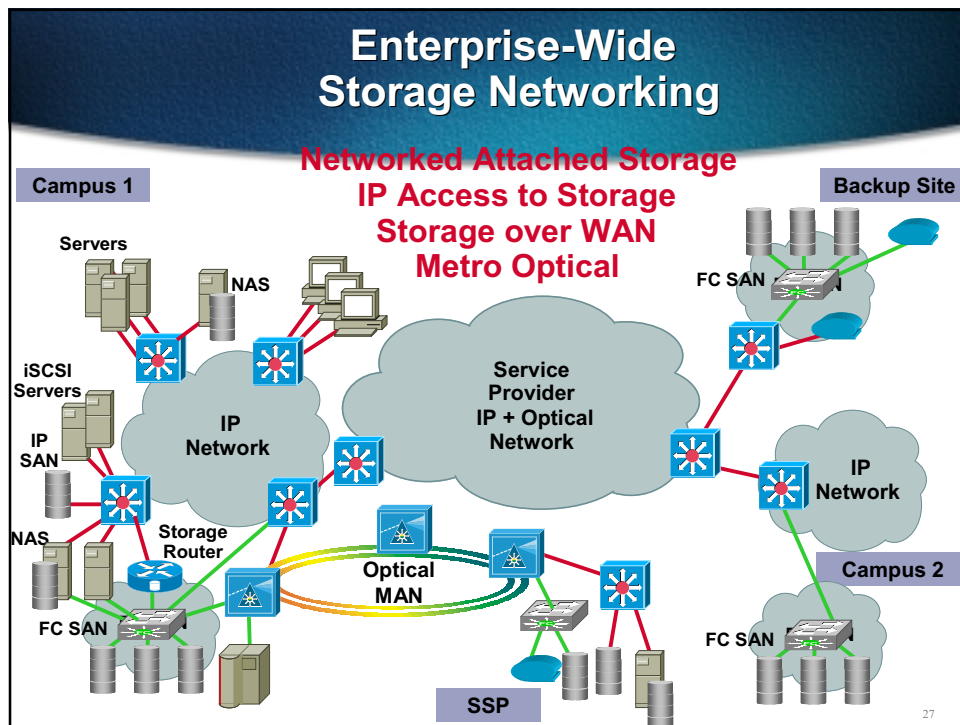 Enterprise-Wide
Storage Networking
Networked Attached Storage
IP Access to Storage
Storage over WAN
Metro Optical
Campus 1
Backup Site
Servers
NAS
FC SAN
iSCSI
Servers
IP
SAN
IP
Network
Service
Provider
IP + Optical
Network
IP
Network
NAS
Storage
Router
Optical
MAN
Campus 2
FC SAN
FC SAN
SSP
27